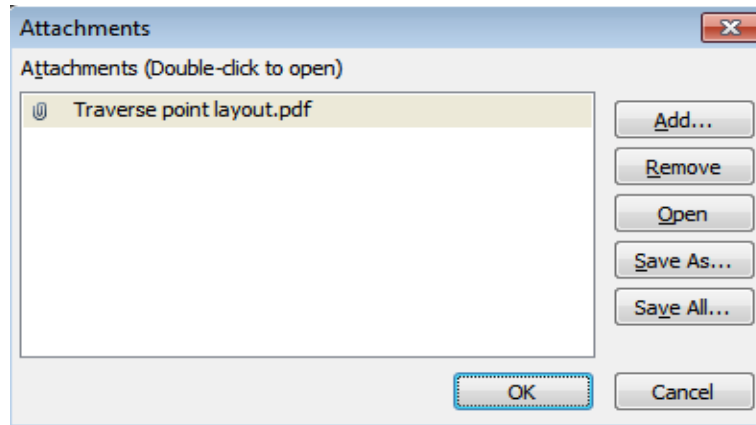 Attachments
Attachments (Double-click to open)
Traverse point layout.pdf
Add...
Remove
Open
Save As...
Save All...
OK
Cancel